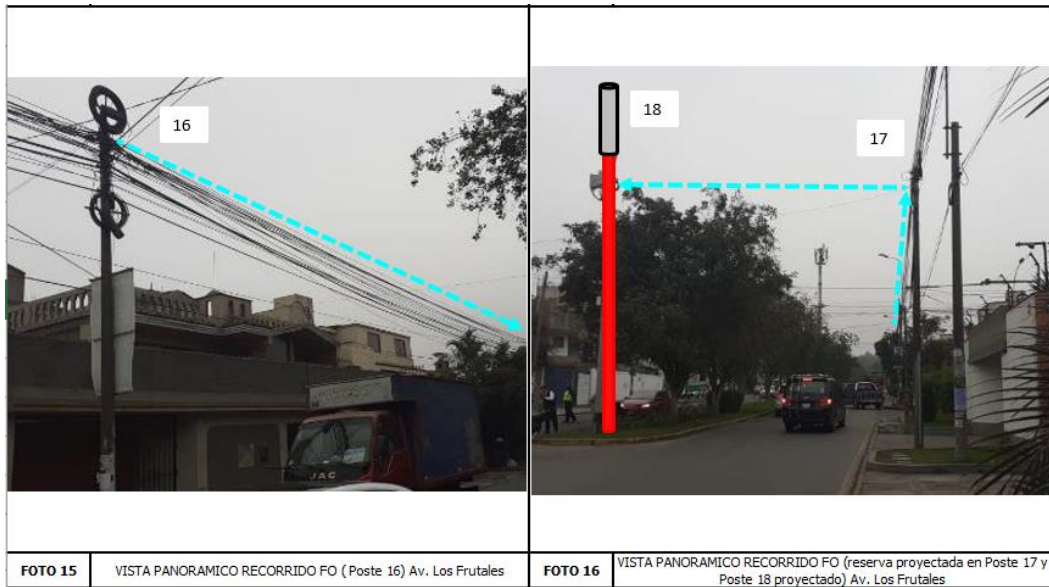 16
18
17
JAC
FOTO 15
VISTA PANORAMICO RECORRIDO FO ( Poste 16) Av. Los Frutales
FOTO 16
VISTA PANORAMICO RECORRIDO FO (reserva proyectada en Poste 17 y
Poste 18 proyectado) Av. Los Frutales